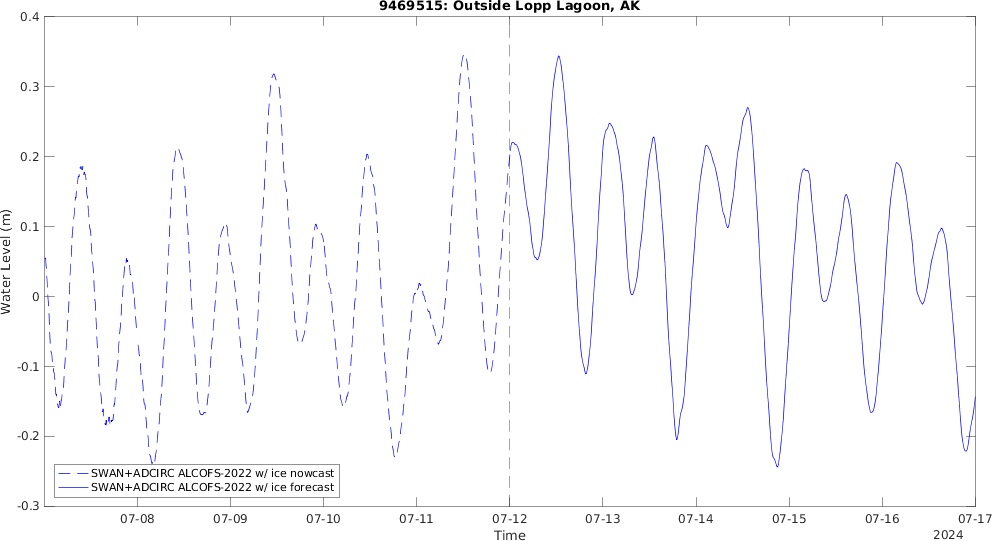 9469515: Outside Lopp Lagoon, AK
0.4
0.3
0.2
0.1
0
-0.1
-0.2
-0.3
Water Level (m)
SWAN+ADCIRC ALCOFS-2022 w/ ice nowcast
SWAN+ADCIRC ALCOFS-2022 w/ ice forecast
07-08 07-09 07-10 07-11 07-12 07-13 07-14 07-15 07-16 07-17
Time
2024